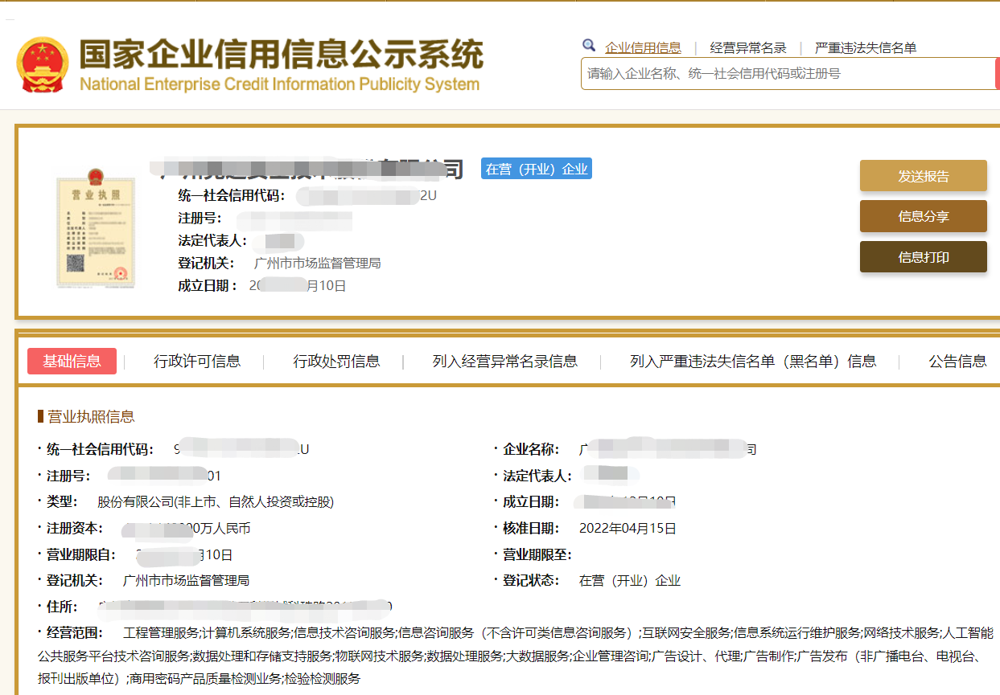 国家企业信用信息公示系统
National Enterprise Credit Information Publicity System
企业信用信息 | 经营异常名录 | 严重违法失信名单
请输入企业名称、统一社会信用代码或注册号
营业执照
司 在营（开业）企业
统一社会信用代码： 2U
注册号：
法定代表人：
登记机关： 广州市市场监督管理局
成立日期： 20 月10日
发送报告
信息分享
信息打印
基础信息 | 行政许可信息 | 行政处罚信息 | 列入经营异常名录信息 | 列入严重违法失信名单（黑名单）信息 | 公告信息
营业执照信息
· 统一社会信用代码： 9 U
· 企业名称： 广 司
· 注册号： 01
· 法定代表人：
· 类型： 股份有限公司(非上市、自然人投资或控股)
· 成立日期：
· 注册资本： 00万人民币
· 核准日期： 2022年04月15日
· 营业期限自： 月10日
· 营业期限至：
· 登记机关： 广州市市场监督管理局
· 登记状态： 在营（开业）企业
· 住所：
· 经营范围： 工程管理服务;计算机系统服务;信息技术咨询服务;信息咨询服务（不含许可类信息咨询服务）;互联网安全服务;信息系统运行维护服务;网络技术服务;人工智能
公共服务平台技术咨询服务;数据处理和存储支持服务;物联网技术服务;数据处理服务;大数据服务;企业管理咨询;广告设计、代理;广告制作;广告发布（非广播电台、电视台、
报刊出版单位）;商用密码产品质量检测业务;检验检测服务